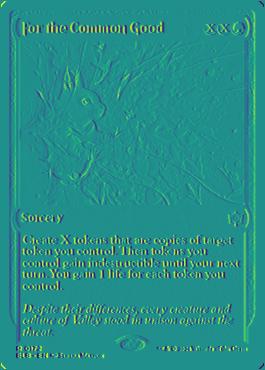 For the Common Good XX
Sorcery
Create X tokens that are copies of target
token you control. Then tokens you
control gain indestructible until your next
turn. You gain 1 life for each token you
control.
Despite their differences, every creature and
culture of Valley stood in unison against the
threat.